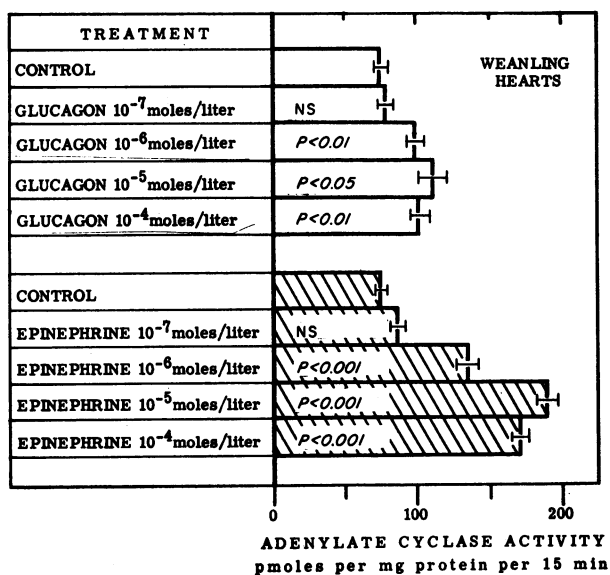 TREATMENT
CONTROL
WEANLING
HEARTS
GLUCAGON 10⁻⁷moles/liter NS
GLUCAGON 10⁻⁶moles/liter P<0.01
GLUCAGON 10⁻⁵moles/liter P<0.05
GLUCAGON 10⁻⁴moles/liter P<0.01
CONTROL
EPINEPHRINE 10⁻⁷moles/liter NS
EPINEPHRINE 10⁻⁶moles/liter P<0.001
EPINEPHRINE 10⁻⁵moles/liter P<0.001
EPINEPHRINE 10⁻⁴moles/liter P<0.001
0 100 200
ADENYLATE CYCLASE ACTIVITY
pmoles per mg protein per 15 min